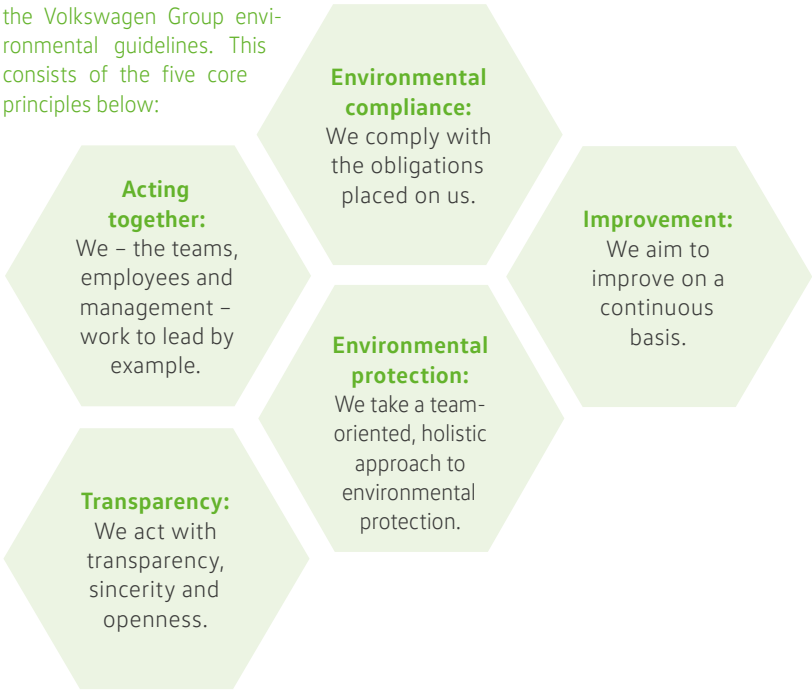 the Volkswagen Group envi-
ronmental guidelines. This
consists of the five core
principles below:
Environmental
compliance:
We comply with
the obligations
placed on us.
Acting
together:
We – the teams,
employees and
management –
work to lead by
example.
Improvement:
We aim to
improve on a
continuous
basis.
Environmental
protection:
We take a team-
oriented, holistic
approach to
environmental
protection.
Transparency:
We act with
transparency,
sincerity and
openness.